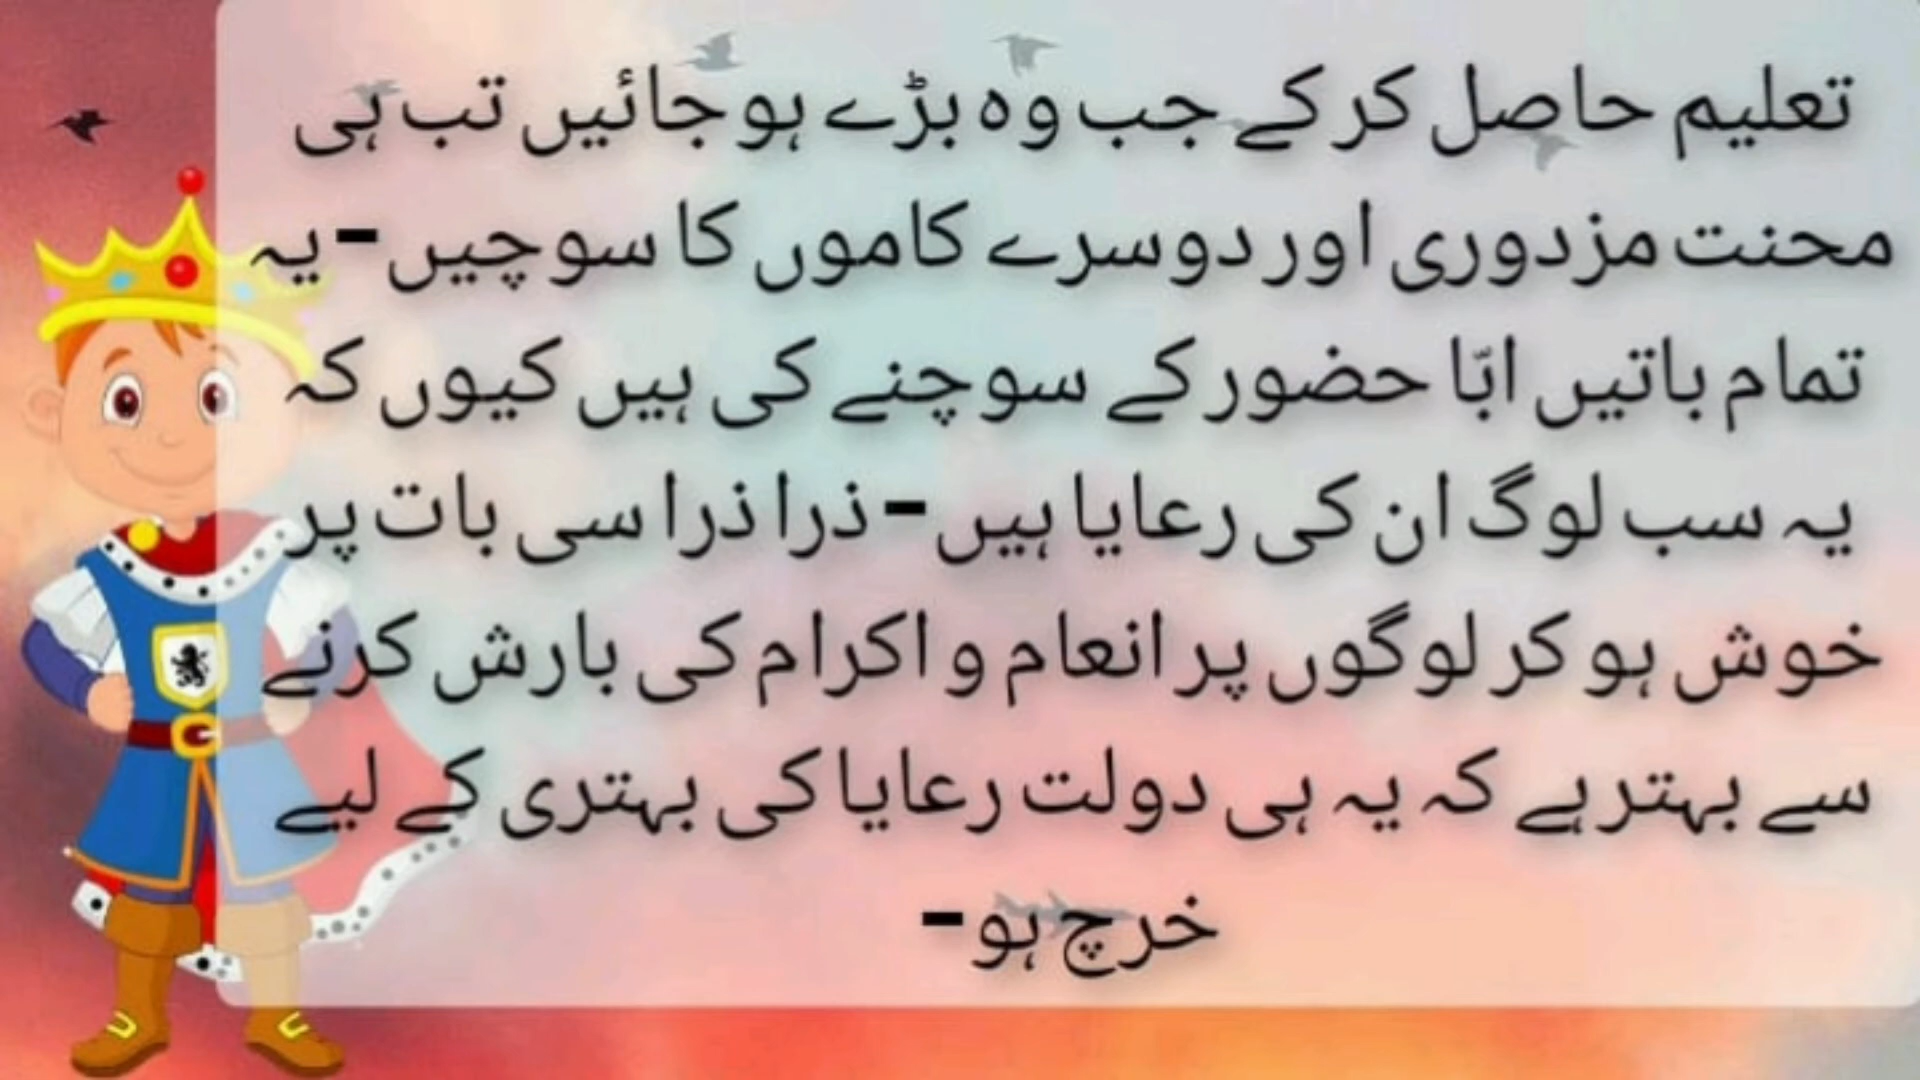 تعلیم حاصل کر کے جب وہ بڑے ہو جائیں تب ہی
محنت مزدوری اور دوسرے کاموں کا سوچیں- یہ
تمام باتیں ابّا حضور کے سوچنے کی ہیں کیوں کہ
یہ سب لوگ ان کی رعایا ہیں- ذرا ذرا سی بات پر
خوش ہو کر لوگوں پر انعام و اکرام کی بارش کرنے
سے بہتر ہے کہ یہ ہی دولت رعایا کی بہتری کے لیے
خرچ ہو-